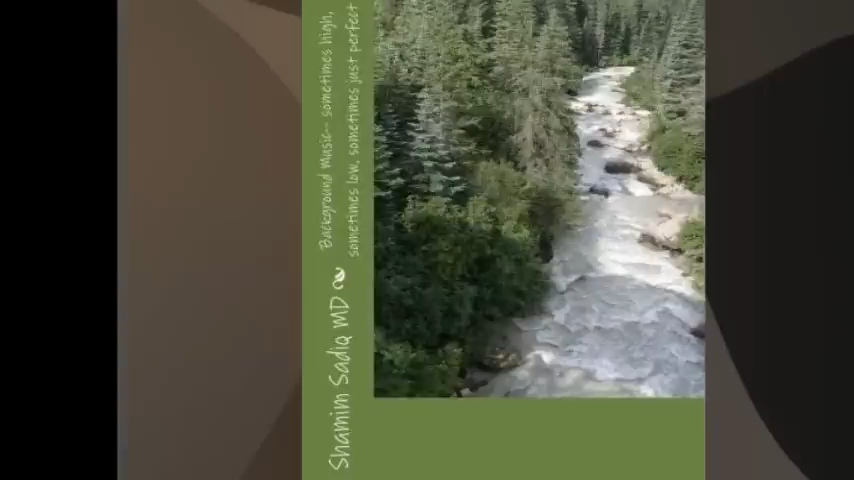 Background Music-- sometimes high,
sometimes low, sometimes just perfect
Shamim Sadiq MD